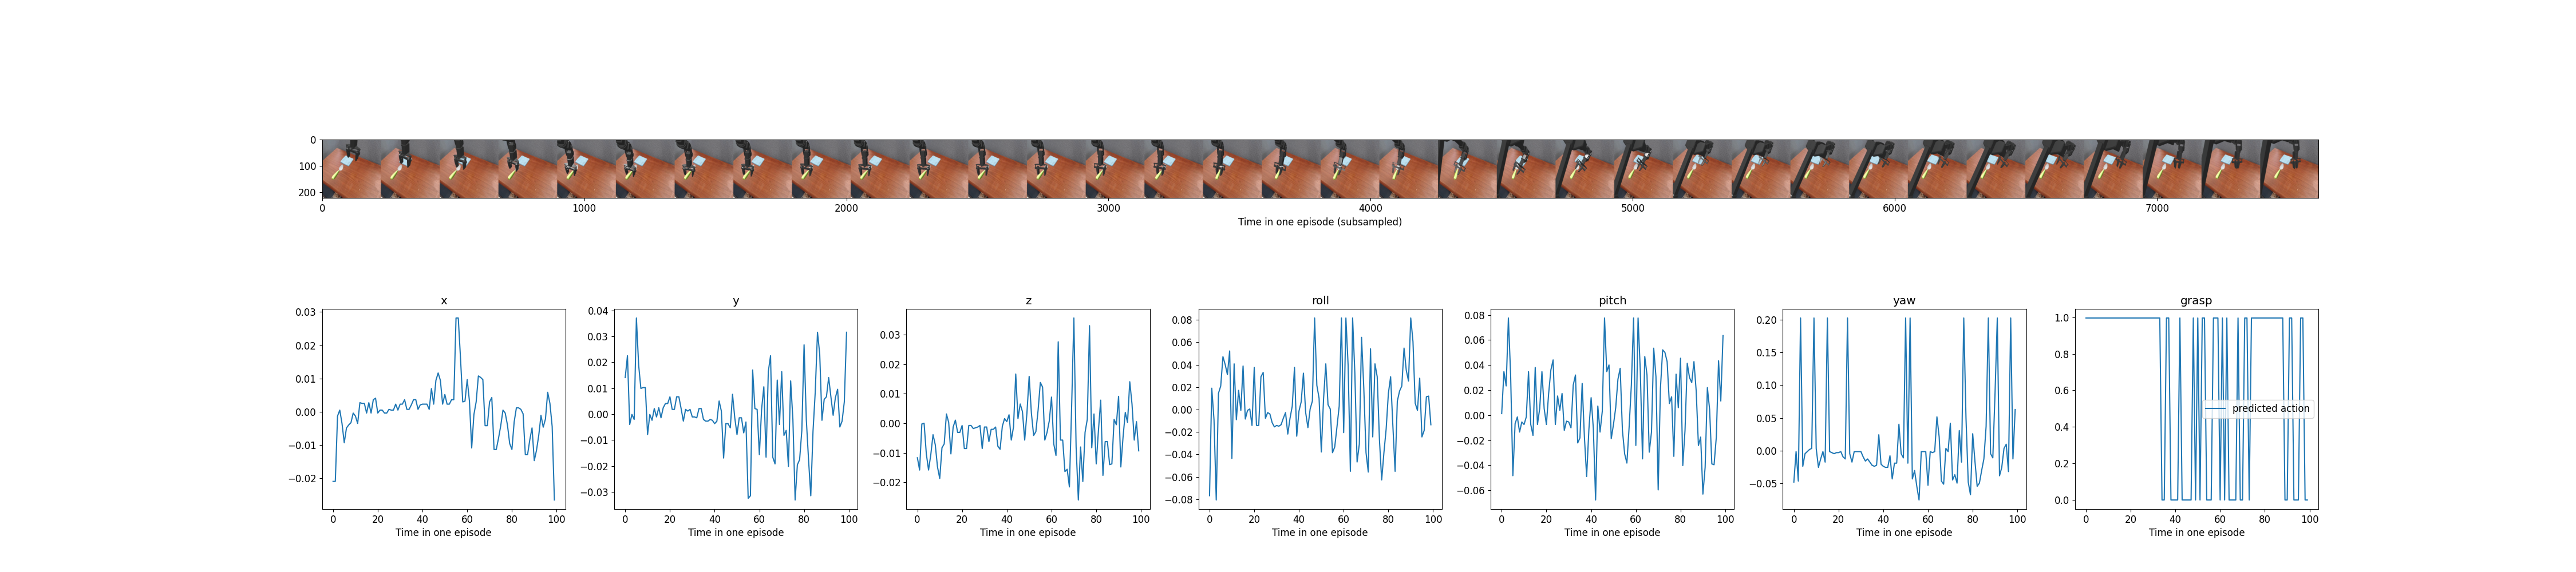 0
100
200
0 1000 2000 3000 4000 5000 6000 7000
Time in one episode (subsampled)
x y z roll pitch yaw grasp
0.03
0.02
0.01
0.00
−0.01
−0.02
0 20 40 60 80 100
Time in one episode
0.04
0.03
0.02
0.01
0.00
−0.01
−0.02
−0.03
0 20 40 60 80 100
Time in one episode
0.03
0.02
0.01
0.00
−0.01
−0.02
0 20 40 60 80 100
Time in one episode
0.08
0.06
0.04
0.02
0.00
−0.02
−0.04
−0.06
−0.08
0 20 40 60 80 100
Time in one episode
0.08
0.06
0.04
0.02
0.00
−0.02
−0.04
−0.06
0 20 40 60 80 100
Time in one episode
0.20
0.15
0.10
0.05
0.00
−0.05
0 20 40 60 80 100
Time in one episode
1.0
0.8
0.6
0.4
0.2
0.0
predicted action
0 20 40 60 80 100
Time in one episode